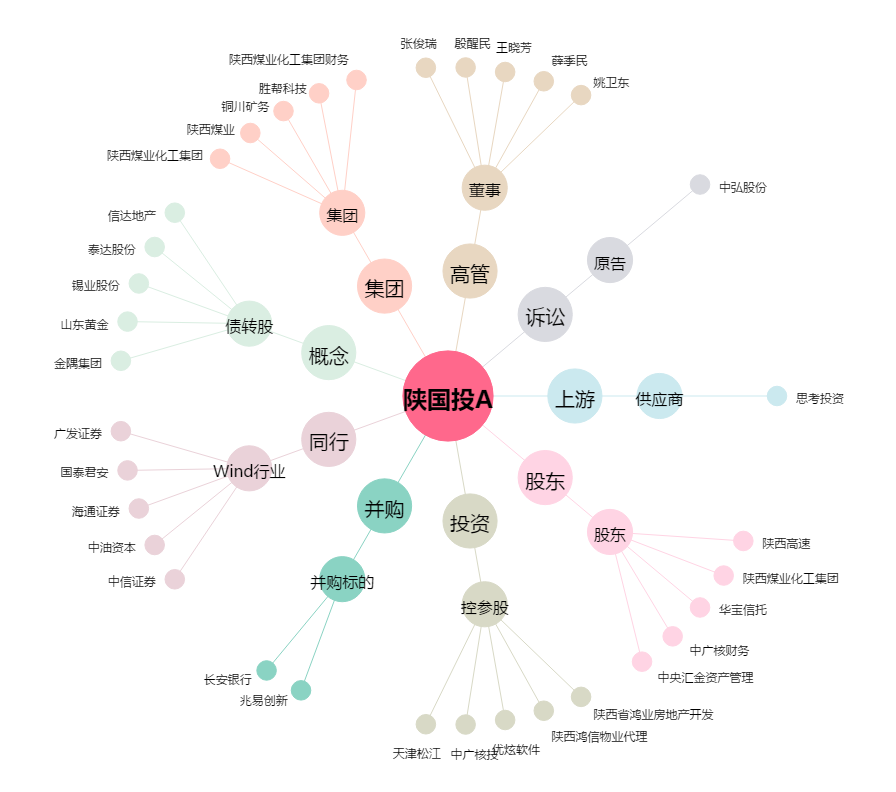 张俊瑞
殷醒民
王晓芳
薛季民
姚卫东
陕西煤业化工集团财务
胜帮科技
铜川矿务
陕西煤业
陕西煤业化工集团
董事
中弘股份
集团
信达地产
泰达股份
原告
高管
锡业股份
集团
诉讼
山东黄金
债转股
概念
金隅集团
陕国投A
上游
供应商
思考投资
广发证券
同行
国泰君安
Wind行业
股东
海通证券
并购
投资
股东
中油资本
陕西高速
中信证券
并购标的
陕西煤业化工集团
控参股
华宝信托
中广核财务
长安银行
中央汇金资产管理
兆易创新
陕西省鸿业房地产开发
陕西鸿信物业代理
天津松江
中广核技
优炫软件